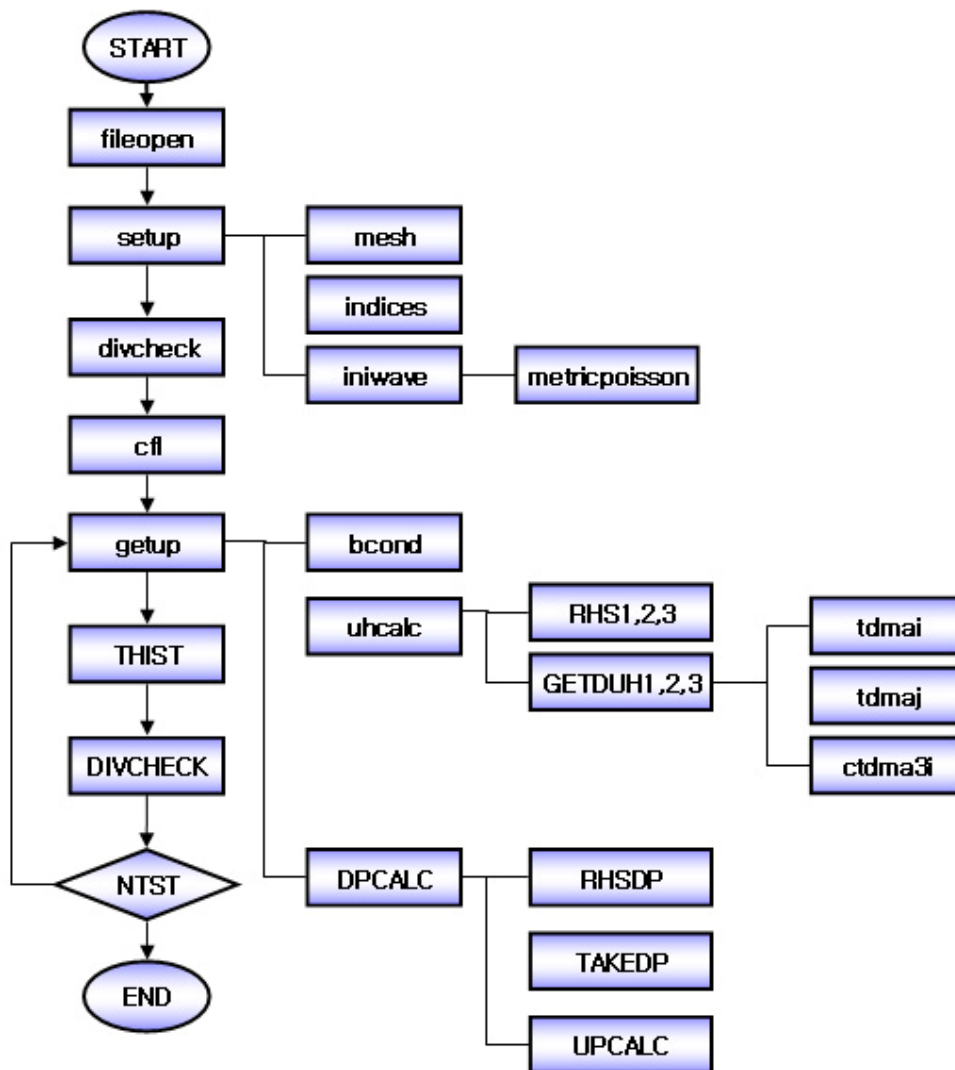 START
fileopen
setup
mesh
indices
divcheck
iniwave
metricpoisson
cfl
getup
bcond
uhcalc
RHS1,2,3
tdmai
THIST
GETDUH1,2,3
tdmaj
DIVCHECK
ctdma3i
NTST
DPCALC
RHSDP
TAKEDP
END
UPCALC